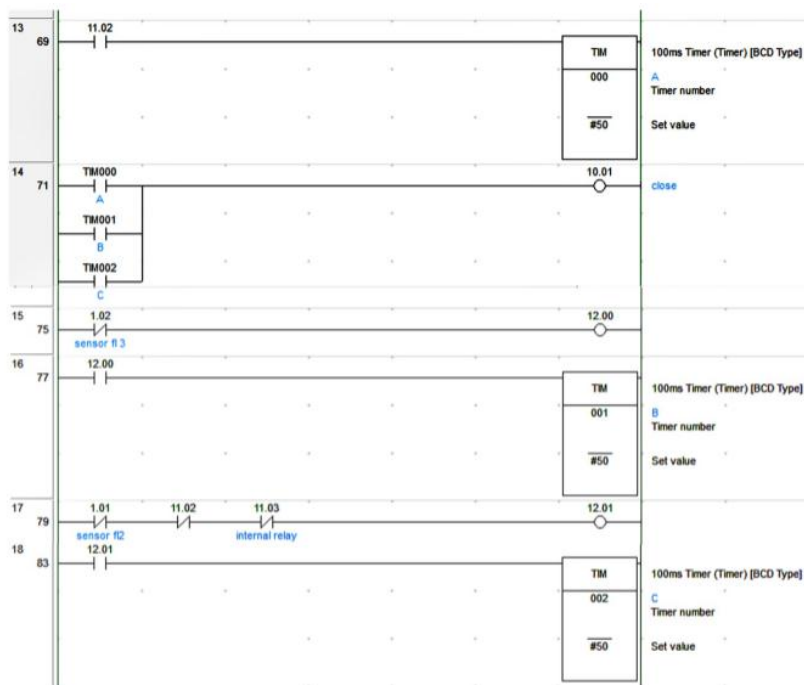 13
69
11.02
TIM
100ms Timer (Timer) [BCD Type]
000
A
Timer number
#50
Set value
14
71
TIM000
A
10.01
close
TIM001
B
TIM002
C
15
75
1.02
sensor fl 3
12.00
16
77
12.00
TIM
100ms Timer (Timer) [BCD Type]
001
B
Timer number
#50
Set value
17
79
1.01
11.02
11.03
12.01
sensor fl2
internal relay
18
83
12.01
TIM
100ms Timer (Timer) [BCD Type]
002
C
Timer number
#50
Set value